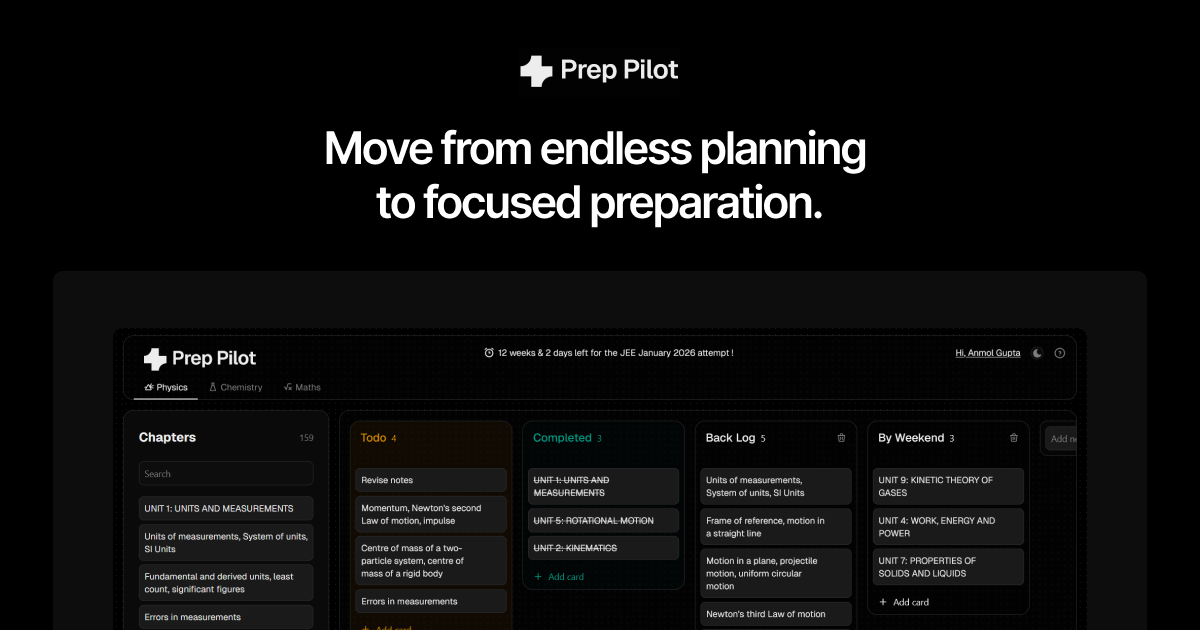 Prep Pilot
Move from endless planning
to focused preparation.
Prep Pilot
12 weeks & 2 days left for the JEE January 2026 attempt !
Hi, Anmol Gupta
Physics
Chemistry
Maths
Chapters 159
Search
UNIT 1: UNITS AND MEASUREMENTS
Units of measurements, System of units,
SI Units
Fundamental and derived units, least
count, significant figures
Errors in measurements
Todo 4
Revise notes
Momentum, Newton's second
Law of motion, impulse
Centre of mass of a two-
particle system, centre of
mass of a rigid body
Errors in measurements
+ Add card
Completed 3
UNIT 1: UNITS AND
MEASUREMENTS
UNIT 5: ROTATIONAL MOTION
UNIT 2: KINEMATICS
+ Add card
Back Log 5
Units of measurements,
System of units, SI Units
Frame of reference, motion in
a straight line
Motion in a plane, projectile
motion, uniform circular
motion
Newton's third Law of motion
By Weekend 3
UNIT 9: KINETIC THEORY OF
GASES
UNIT 4: WORK, ENERGY AND
POWER
UNIT 7: PROPERTIES OF
SOLIDS AND LIQUIDS
+ Add card
Add